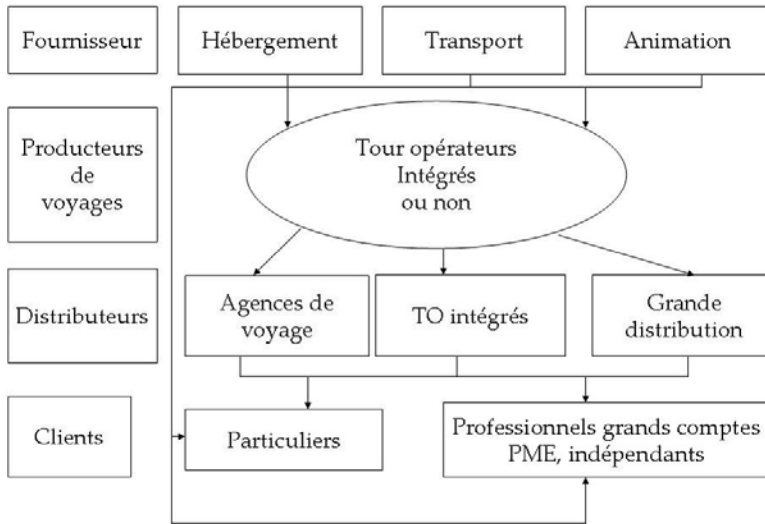 Fournisseur
Hébergement
Transport
Animation
Producteurs
de
voyages
Tour opérateurs
Intégrés
ou non
Distributeurs
Agences de
voyage
TO intégrés
Grande
distribution
Clients
Particuliers
Professionnels grands comptes
PME, indépendants